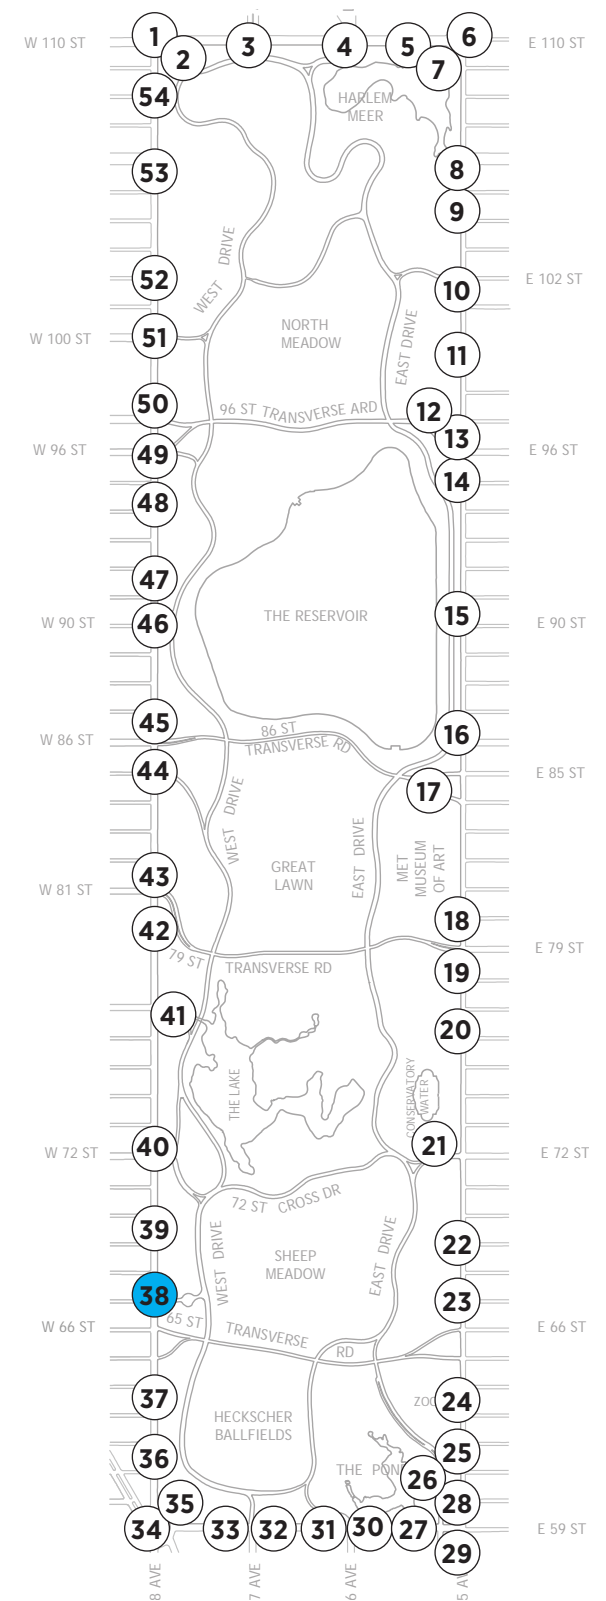 1
2
3
4
5
6
7
W 110 ST
E 110 ST
54
HARLEM
MEER
53
8
9
WEST DRIVE
52
10
E 102 ST
W 100 ST
51
NORTH
MEADOW
EAST DRIVE
11
50
96 ST TRANSVERSE ARD
12
13
W 96 ST
49
E 96 ST
14
48
47
W 90 ST
46
THE RESERVOIR
15
E 90 ST
45
16
W 86 ST
86 ST
TRANSVERSE RD
44
E 85 ST
17
WEST DRIVE
EAST DRIVE
MET
MUSEUM
OF ART
GREAT
LAWN
43
W 81 ST
42
18
79 ST
TRANSVERSE RD
E 79 ST
19
41
20
THE LAKE
CONSERVATORY
WATER
W 72 ST
40
21
E 72 ST
72 ST CROSS DR
39
WEST DRIVE
SHEEP
MEADOW
EAST DRIVE
22
38
23
65 ST
TRANSVERSE
RD
W 66 ST
E 66 ST
37
ZOO
24
HECKSCHER
BALLFIELDS
36
25
THE POND
26
35
28
34
33
32
31
30
27
E 59 ST
29
8 AVE
7 AVE
6 AVE
5 AV